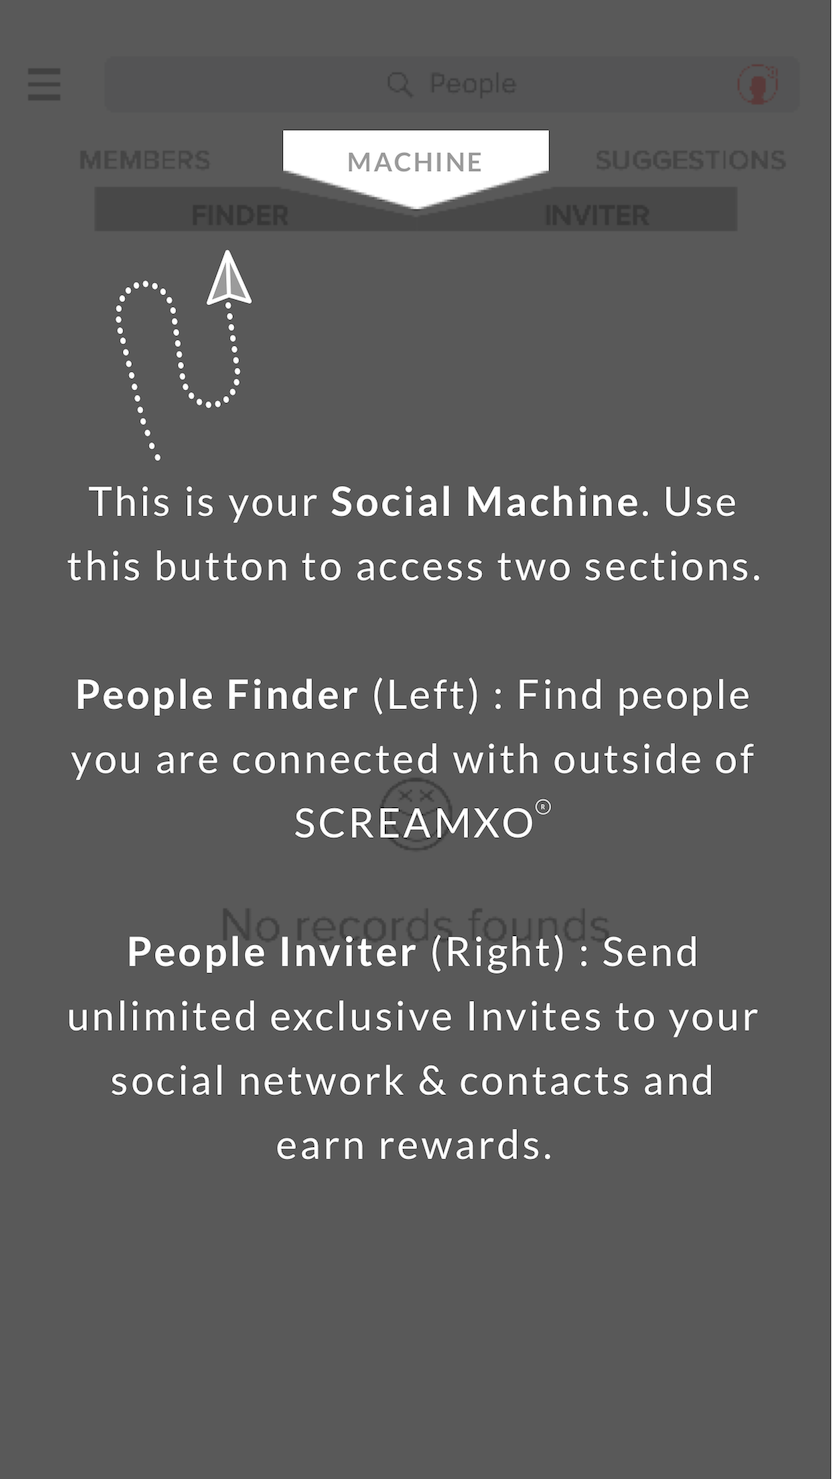 People
MEMBERS
MACHINE
SUGGESTIONS
FINDER
INVITER
This is your Social Machine. Use
this button to access two sections.
People Finder (Left) : Find people
you are connected with outside of
SCREAMXO®
No records founds
People Inviter (Right) : Send
unlimited exclusive Invites to your
social network & contacts and
earn rewards.